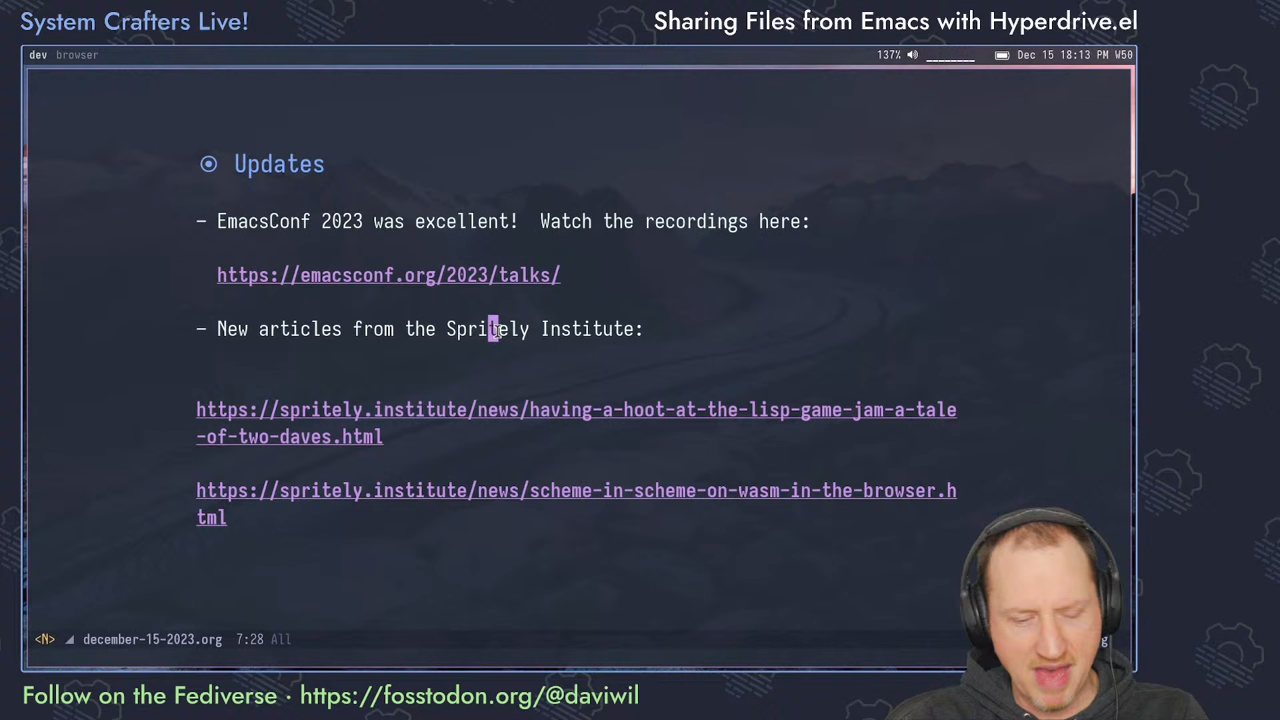 System Crafters Live!
Sharing Files from Emacs with Hyperdrive.el
dev browser
137%
Dec 15 18:13 PM W50
Updates
- EmacsConf 2023 was excellent!  Watch the recordings here:
https://emacsconf.org/2023/talks/
- New articles from the Spritely Institute:
https://spritely.institute/news/having-a-hoot-at-the-lisp-game-jam-a-tale
-of-two-daves.html
https://spritely.institute/news/scheme-in-scheme-on-wasm-in-the-browser.h
tml
<N> december-15-2023.org 7:28 All
Follow on the Fediverse · https://fosstodon.org/@daviwil